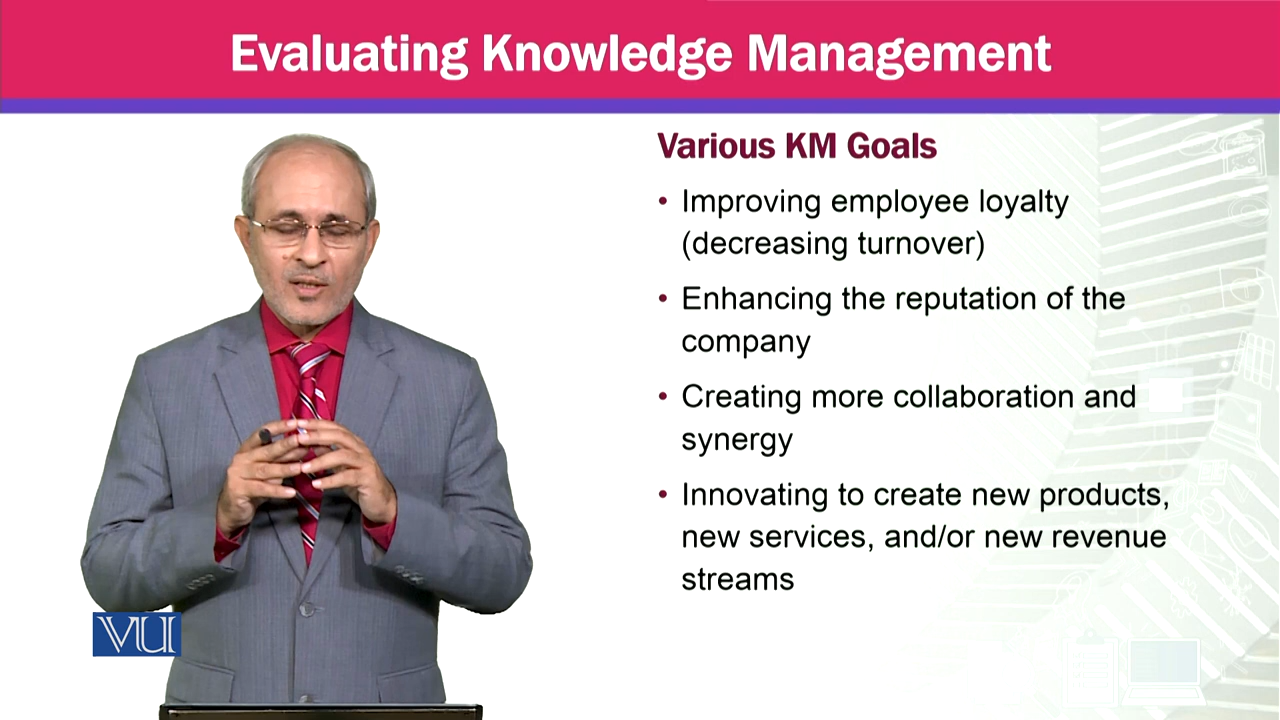 Evaluating Knowledge Management
Various KM Goals
• Improving employee loyalty
(decreasing turnover)
• Enhancing the reputation of the
company
• Creating more collaboration and
synergy
• Innovating to create new products,
new services, and/or new revenue
streams
VU